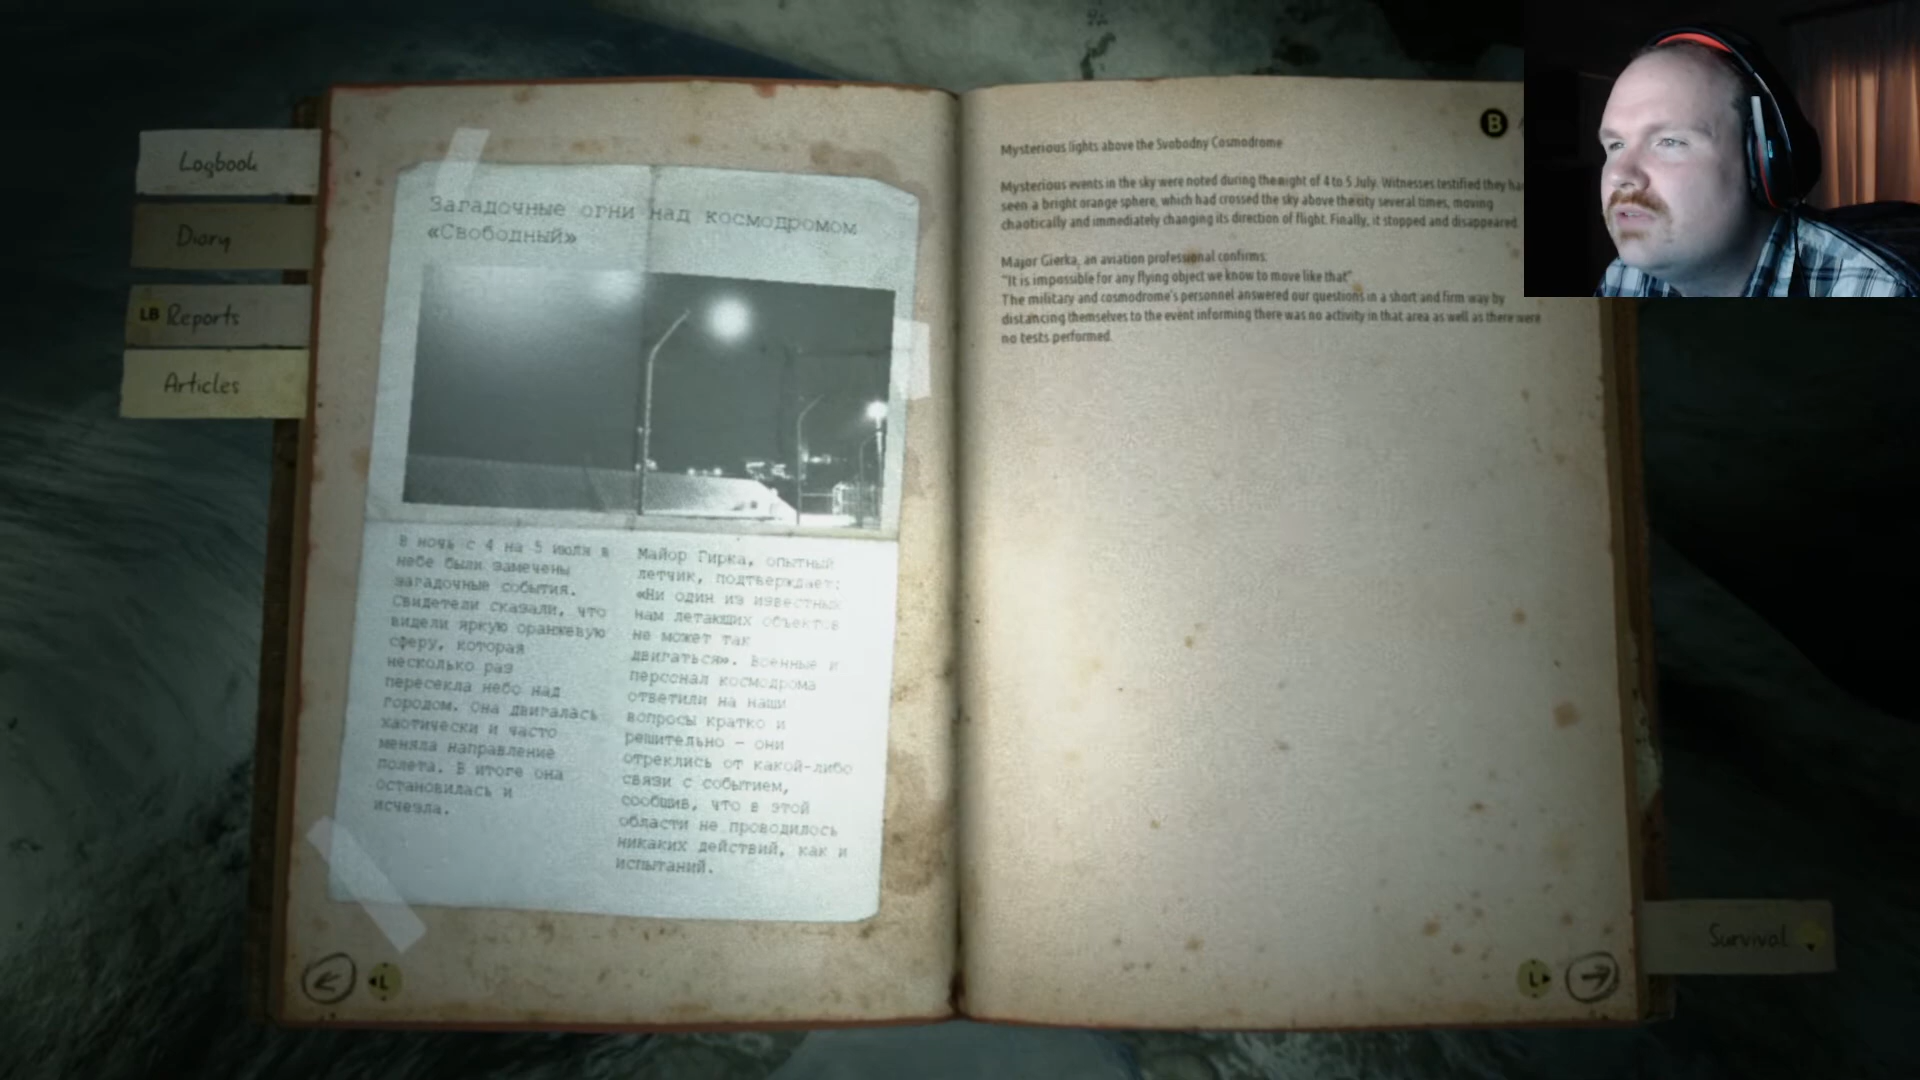 Logbook
Diary
LB Reports
Articles
Загадочные огни над космодромом
«Свободный»
В ночь с 4 на 5 июля в
небе были замечены
загадочные события.
Свидетели сказали, что
видели яркую оранжевую
сферу, которая
несколько раз
пересекла небо над
городом. Она двигалась
хаотически и часто
меняла направление
полета. В итоге она
остановилась и
исчезла.
Майор Гирка, опытный
летчик, подтверждает:
«Ни один из известных
нам летающих объектов
не может так
двигаться». Военные и
персонал космодрома
ответили на наши
вопросы кратко и
решительно – они
отреклись от какой-либо
связи с событием,
сообщив, что в этой
области не проводилось
никаких действий, как и
испытаний.
L
B
Mysterious lights above the Svobodny Cosmodrome
Mysterious events in the sky were noted during the night of 4 to 5 July. Witnesses testified they
seen a bright orange sphere, which had crossed the sky above the city several times, moving
chaotically and immediately changing its direction of flight. Finally, it stopped and disappeared.
Major Gierka, an aviation professional confirms:
"It is impossible for any flying object we know to move like that".
The military and cosmodrome's personnel answered our questions in a short and firm way by
distancing themselves to the event informing there was no activity in that area as well as there were
no tests performed.
Survival
L